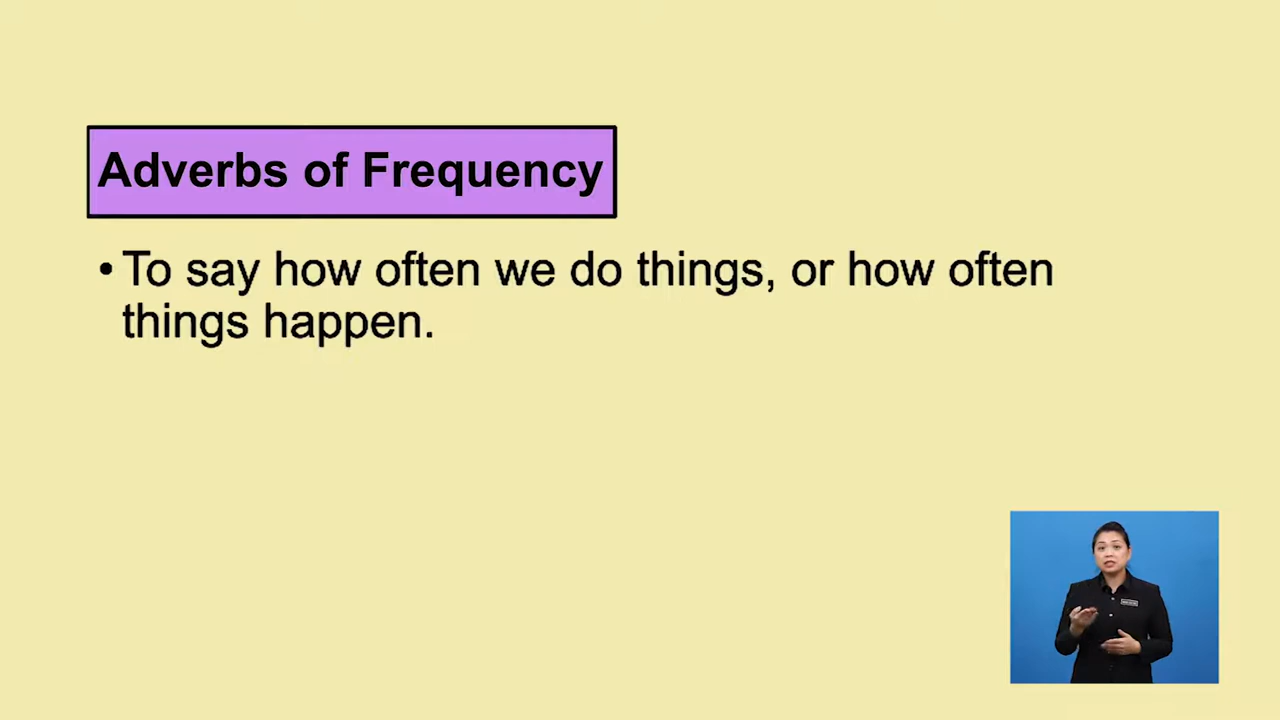 Adverbs of Frequency
• To say how often we do things, or how often
things happen.